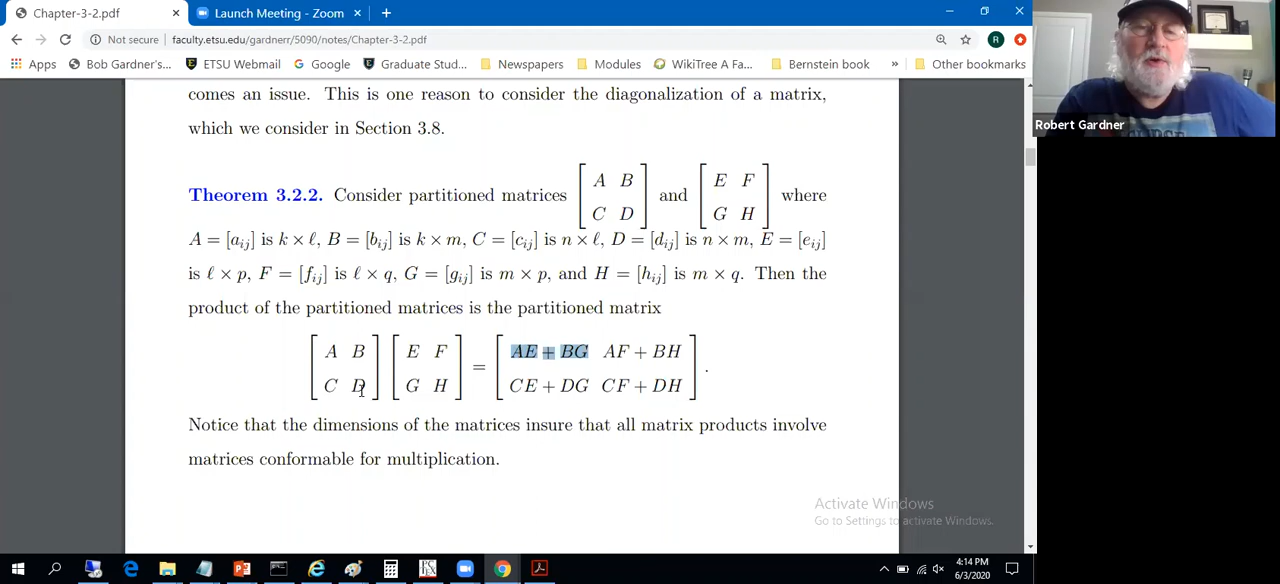 Chapter-3-2.pdf × Launch Meeting - Zoom × +
Not secure | faculty.etsu.edu/gardnerr/5090/notes/Chapter-3-2.pdf R
Apps Bob Gardner's... ETSU Webmail Google Graduate Stud... Newspapers Modules WikiTree A Fa... Bernstein book » Other bookmarks
comes an issue. This is one reason to consider the diagonalization of a matrix,
which we consider in Section 3.8.
Robert Gardner
Theorem 3.2.2. Consider partitioned matrices [A B; C D] and [E F; G H] where
A = [a_ij] is k × ℓ, B = [b_ij] is k × m, C = [c_ij] is n × ℓ, D = [d_ij] is n × m, E = [e_ij]
is ℓ × p, F = [f_ij] is ℓ × q, G = [g_ij] is m × p, and H = [h_ij] is m × q. Then the
product of the partitioned matrices is the partitioned matrix
[A B; C D] [E F; G H] = [AE + BG AF + BH; CE + DG CF + DH].
Notice that the dimensions of the matrices insure that all matrix products involve
matrices conformable for multiplication.
Activate Windows
Go to Settings to activate Windows.
4:14 PM
6/3/2020